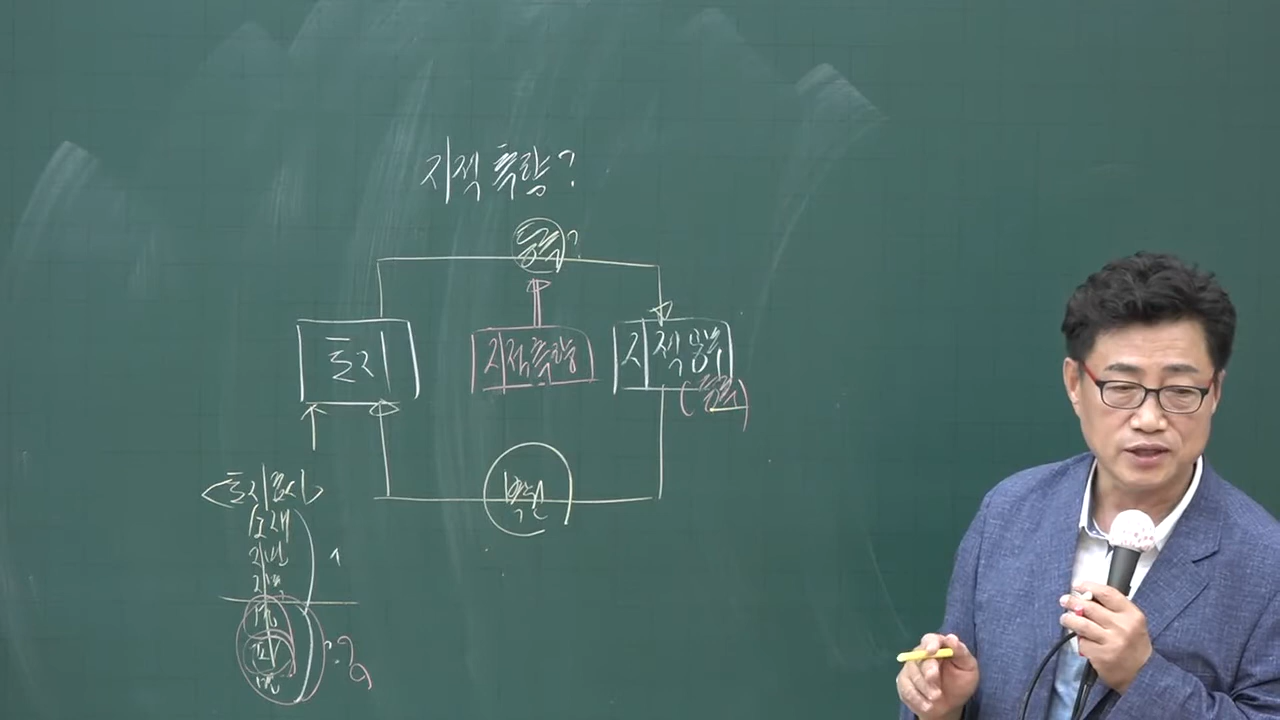 지적 측량?
등록?
토지
지적측량
지적공부
(등록)
복원
<토지표시>
소재
지번
지목
면